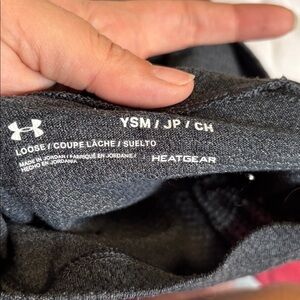 YSM / JP / CH
LOOSE / COUPE LÂCHE / SUELTO
MADE IN JORDAN / FABRIQUÉ EN JORDANIE /
HECHO EN JORDANIA
HEATGEAR